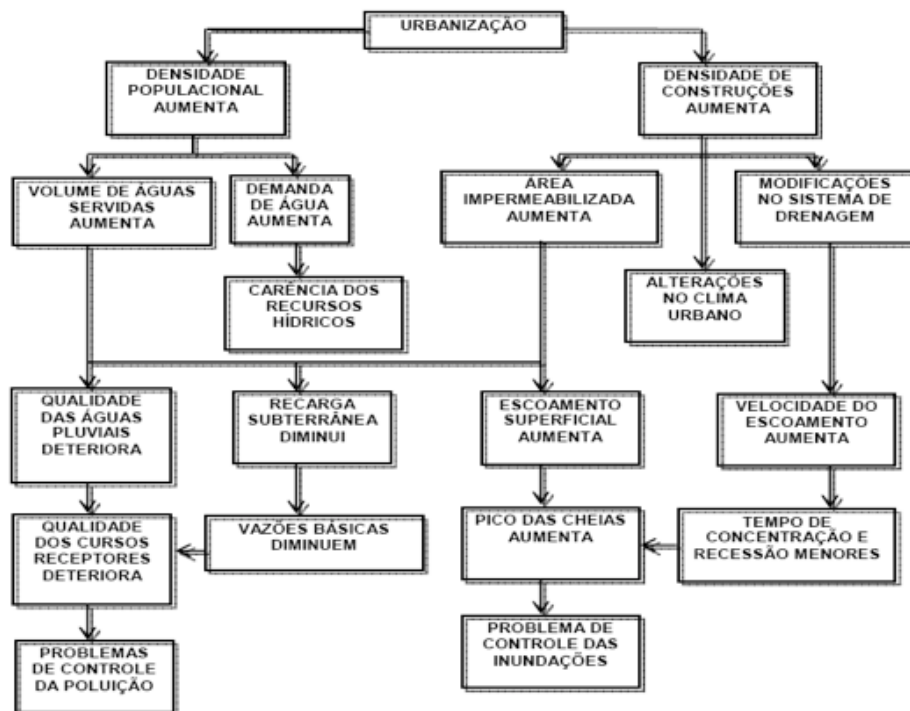 URBANIZAÇÃO
DENSIDADE
POPULACIONAL
AUMENTA
DENSIDADE DE
CONSTRUÇÕES
AUMENTA
VOLUME DE ÁGUAS
SERVIDAS
AUMENTA
DEMANDA
DE ÁGUA
AUMENTA
ÁREA
IMPERMEABILIZADA
AUMENTA
MODIFICAÇÕES
NO SISTEMA DE
DRENAGEM
CARÊNCIA DOS
RECURSOS
HÍDRICOS
ALTERAÇÕES
NO CLIMA
URBANO
QUALIDADE
DAS ÁGUAS
PLUVIAIS
DETERIORA
RECARGA
SUBTERRÂNEA
DIMINUI
ESCOAMENTO
SUPERFICIAL
AUMENTA
VELOCIDADE DO
ESCOAMENTO
AUMENTA
QUALIDADE
DOS CURSOS
RECEPTORES
DETERIORA
VAZÕES BÁSICAS
DIMINUEM
PICO DAS CHEIAS
AUMENTA
TEMPO DE
CONCENTRAÇÃO E
RECESSÃO MENORES
PROBLEMAS
DE CONTROLE
DA POLUIÇÃO
PROBLEMA DE
CONTROLE DAS
INUNDAÇÕES